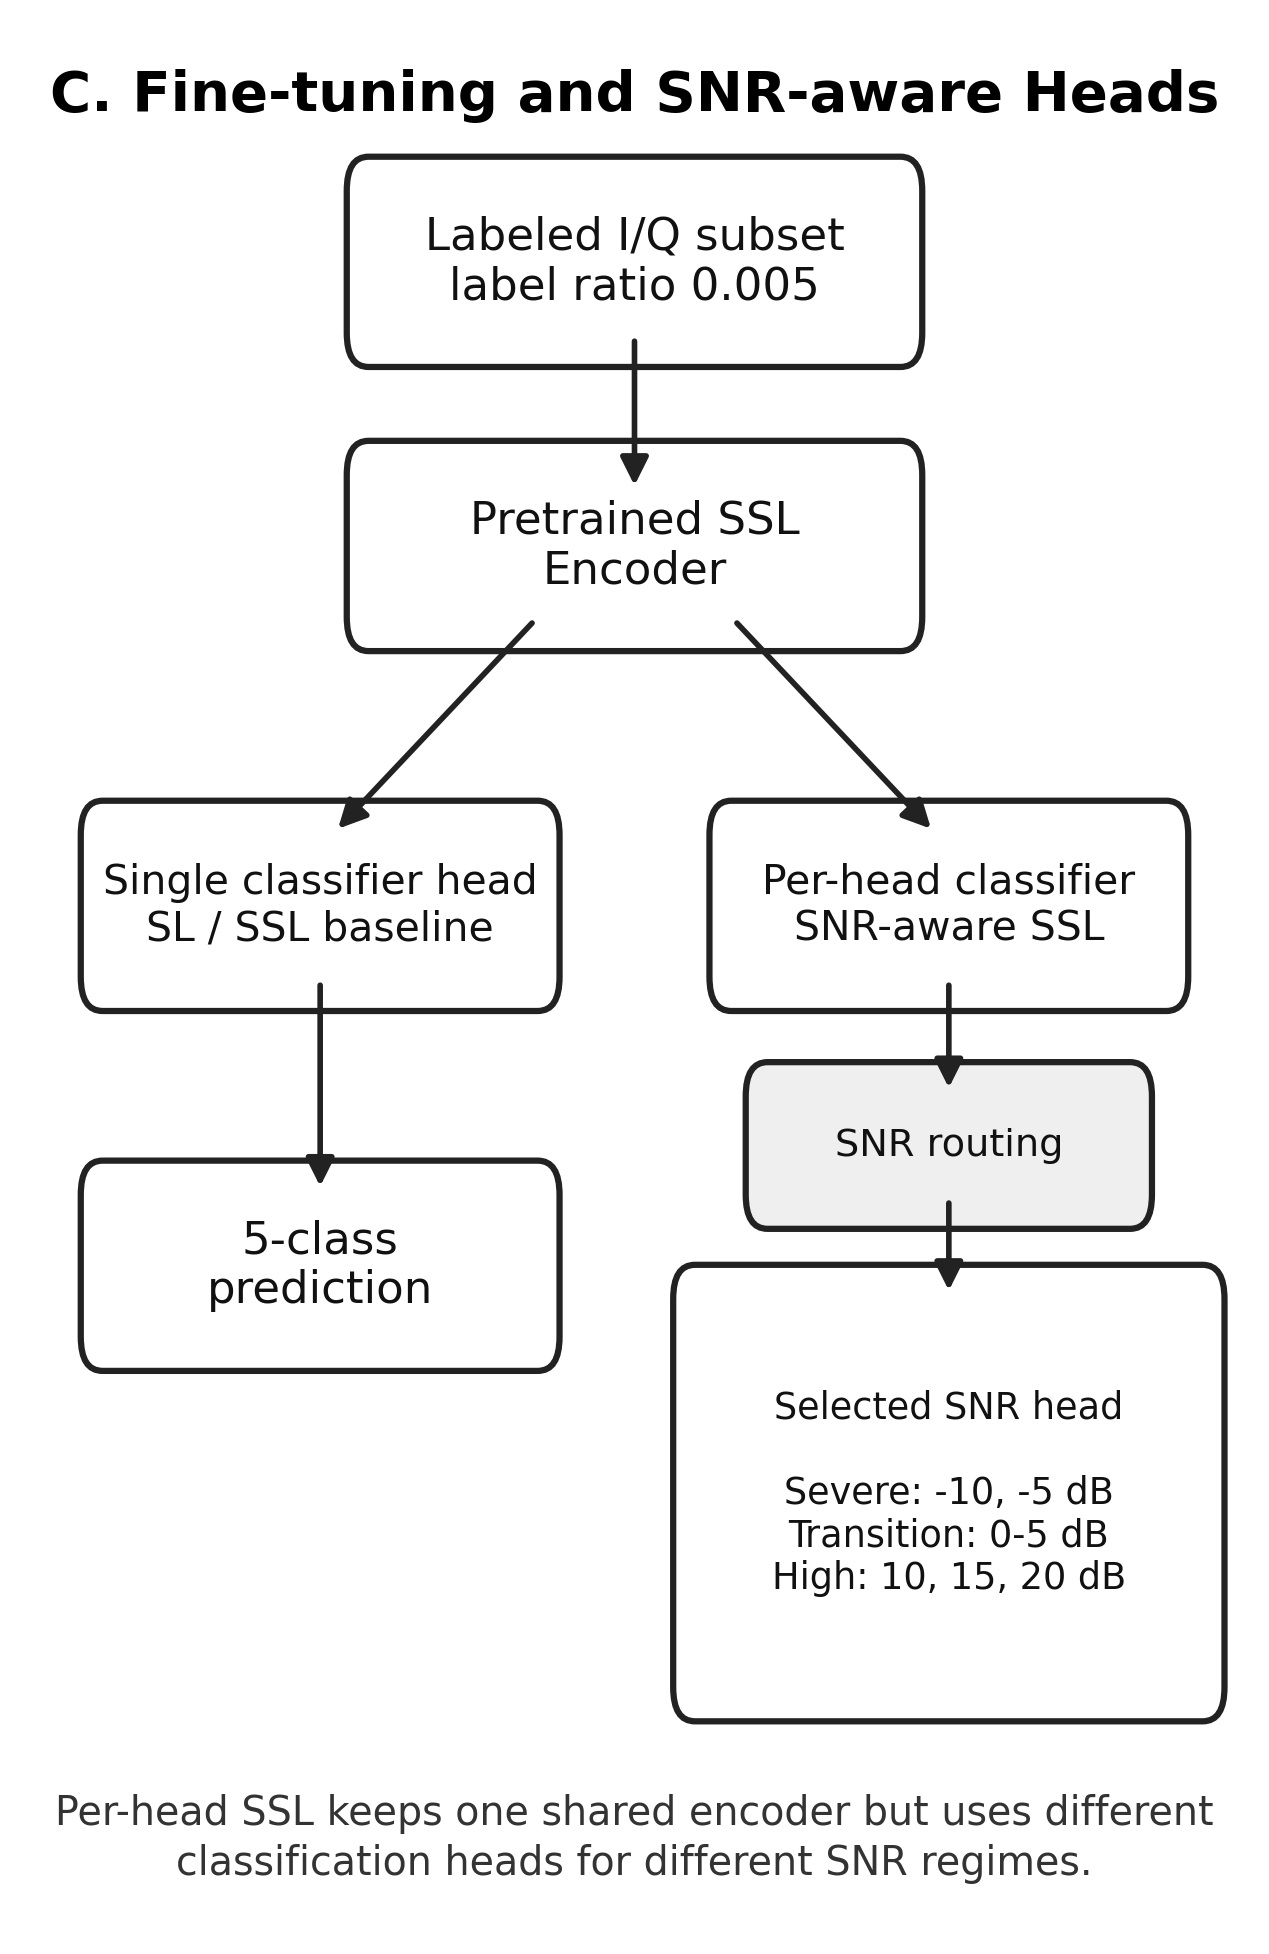 C. Fine-tuning and SNR-aware Heads
Labeled I/Q subset
label ratio 0.005
Pretrained SSL
Encoder
Single classifier head
SL / SSL baseline
Per-head classifier
SNR-aware SSL
SNR routing
5-class
prediction
Selected SNR head
Severe: -10, -5 dB
Transition: 0-5 dB
High: 10, 15, 20 dB
Per-head SSL keeps one shared encoder but uses different
classification heads for different SNR regimes.